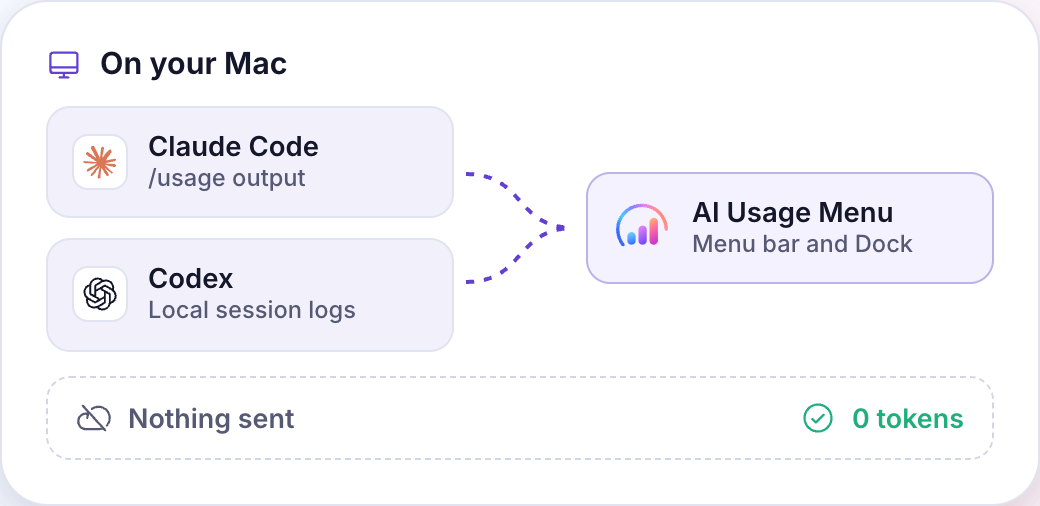 On your Mac
Claude Code
/usage output
Codex
Local session logs
AI Usage Menu
Menu bar and Dock
Nothing sent
0 tokens